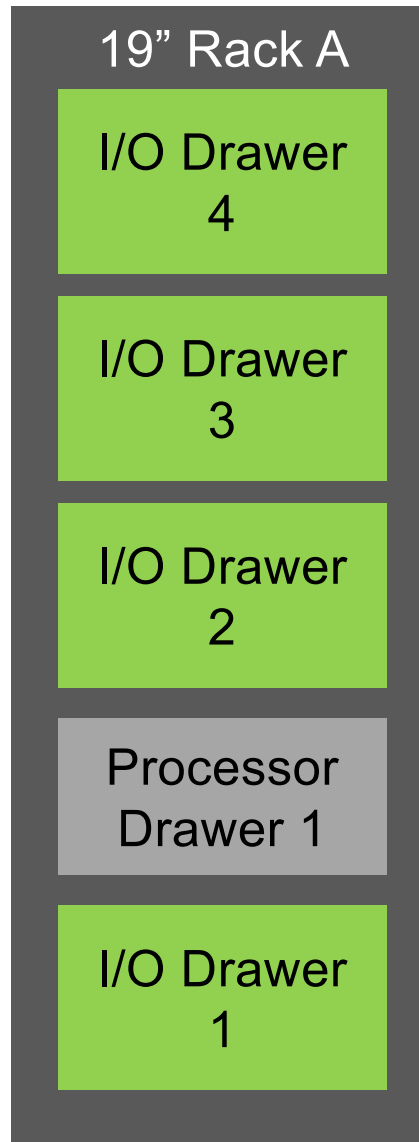 19” Rack A
I/O Drawer
4
I/O Drawer
3
I/O Drawer
2
Processor
Drawer 1
I/O Drawer
1